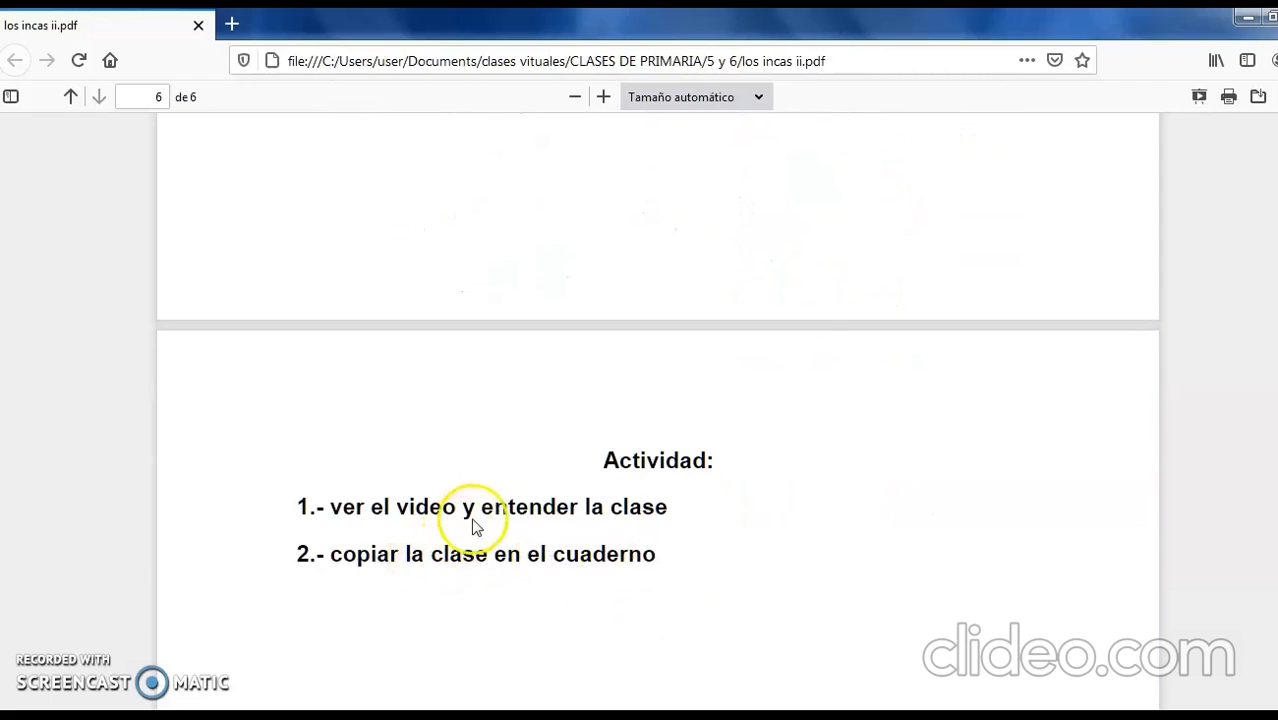 los incas ii.pdf
file:///C:/Users/user/Documents/clases vituales/CLASES DE PRIMARIA/5 y 6/los incas ii.pdf
6 de 6
Tamaño automático
Actividad:
1.- ver el video y entender la clase
2.- copiar la clase en el cuaderno
RECORDED WITH
SCREENCAST MATIC
clideo.com